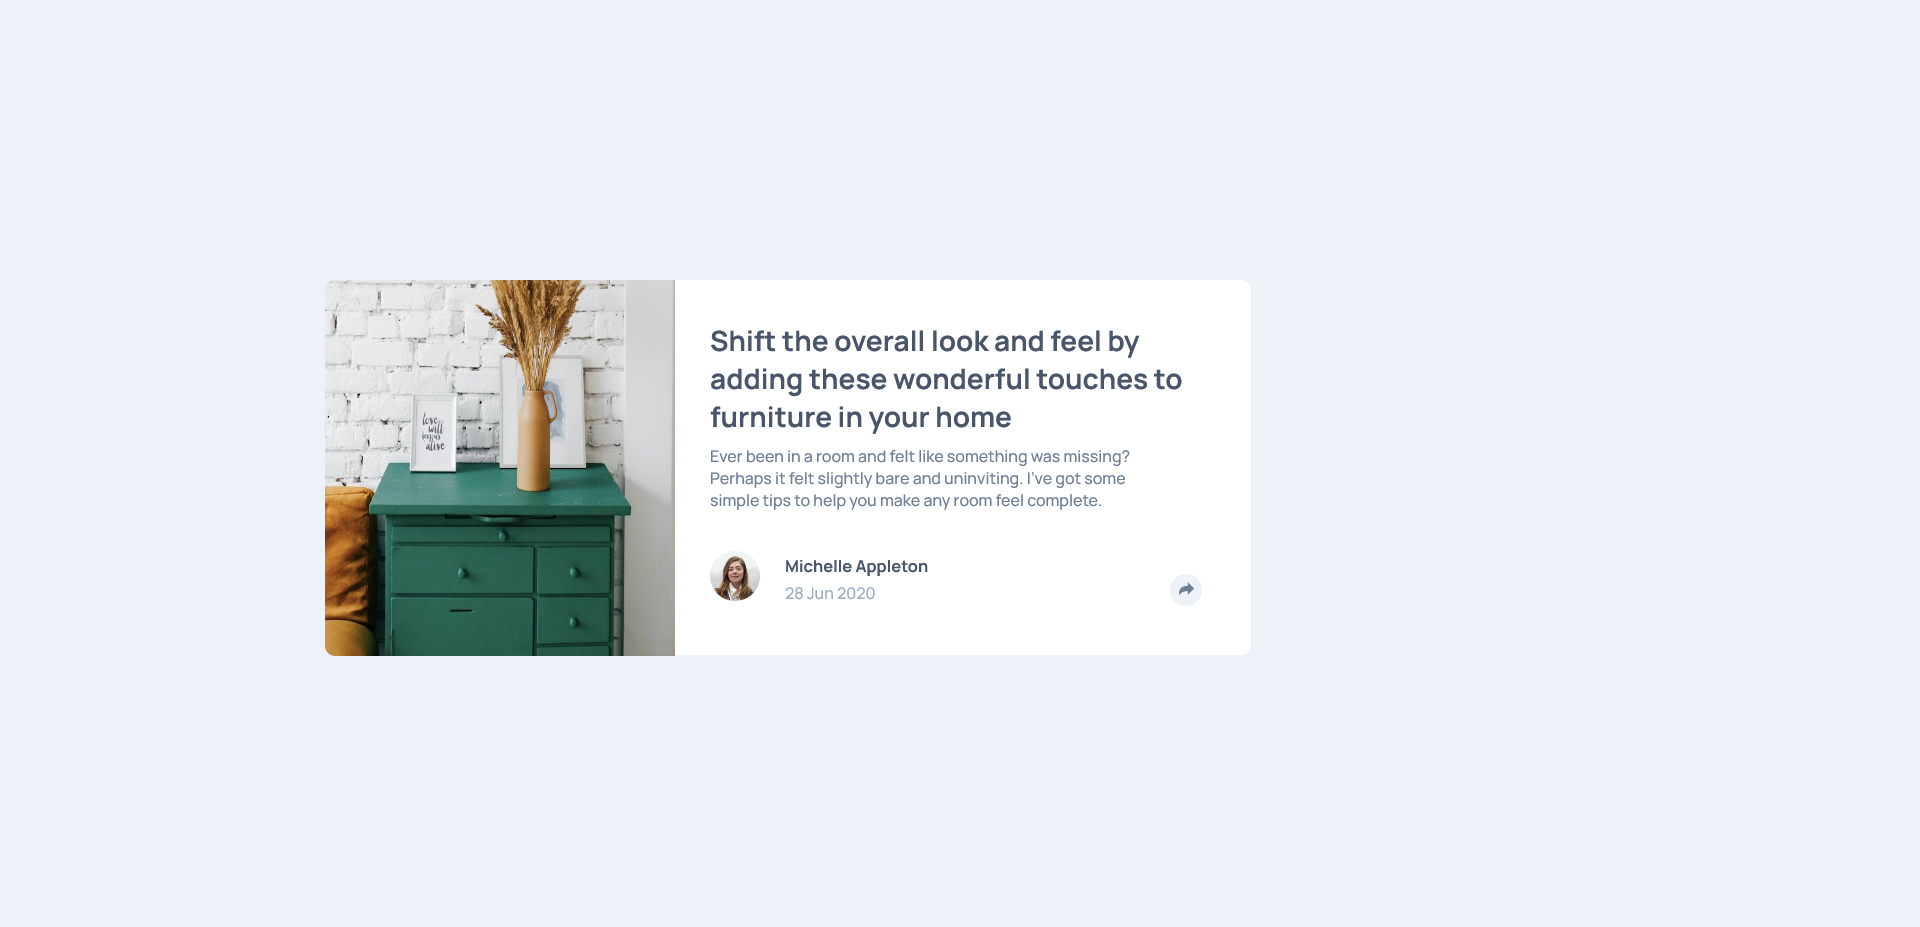 love
will
keep us
alive
Shift the overall look and feel by
adding these wonderful touches to
furniture in your home
Ever been in a room and felt like something was missing?
Perhaps it felt slightly bare and uninviting. I've got some
simple tips to help you make any room feel complete.
Michelle Appleton
28 Jun 2020